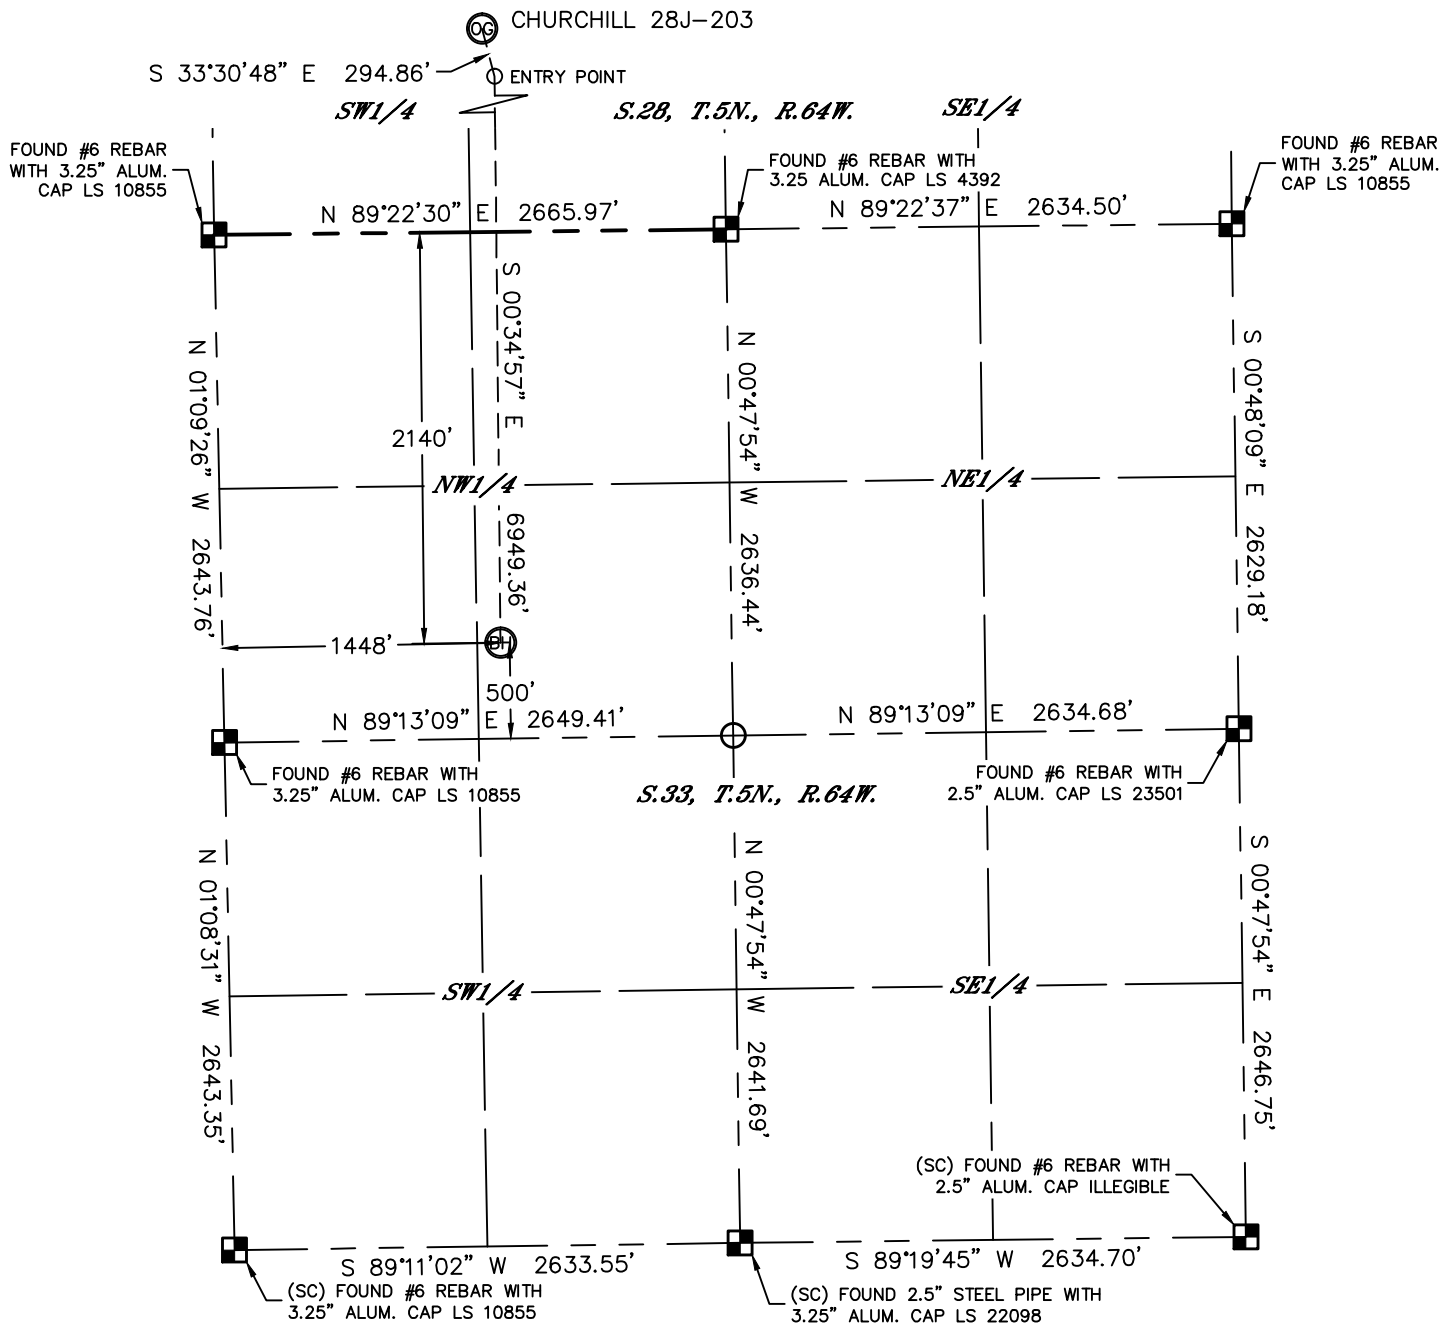 OG CHURCHILL 28J-203
S 33°30'48" E 294.86'
ENTRY POINT
SW1/4
S.28, T.5N., R.64W.
SE1/4
FOUND #6 REBAR
WITH 3.25" ALUM.
CAP LS 10855
FOUND #6 REBAR WITH
3.25 ALUM. CAP LS 4392
FOUND #6 REBAR
WITH 3.25" ALUM.
CAP LS 10855
N 89°22'30" E 2665.97'
N 89°22'37" E 2634.50'
S 00°34'57" E 6949.36'
N 01°09'26" W 2643.76'
N 00°47'54" W 2636.44'
S 00°48'09" E 2629.18'
2140'
NW1/4
NE1/4
1448'
BH
500'
N 89°13'09" E 2649.41'
N 89°13'09" E 2634.68'
FOUND #6 REBAR WITH
3.25" ALUM. CAP LS 10855
S.33, T.5N., R.64W.
FOUND #6 REBAR WITH
2.5" ALUM. CAP LS 23501
N 01°08'31" W 2643.35'
N 00°47'54" W 2641.69'
S 00°47'54" E 2646.75'
SW1/4
SE1/4
(SC) FOUND #6 REBAR WITH
2.5" ALUM. CAP ILLEGIBLE
S 89°11'02" W 2633.55'
S 89°19'45" W 2634.70'
(SC) FOUND #6 REBAR WITH
3.25" ALUM. CAP LS 10855
(SC) FOUND 2.5" STEEL PIPE WITH
3.25" ALUM. CAP LS 22098